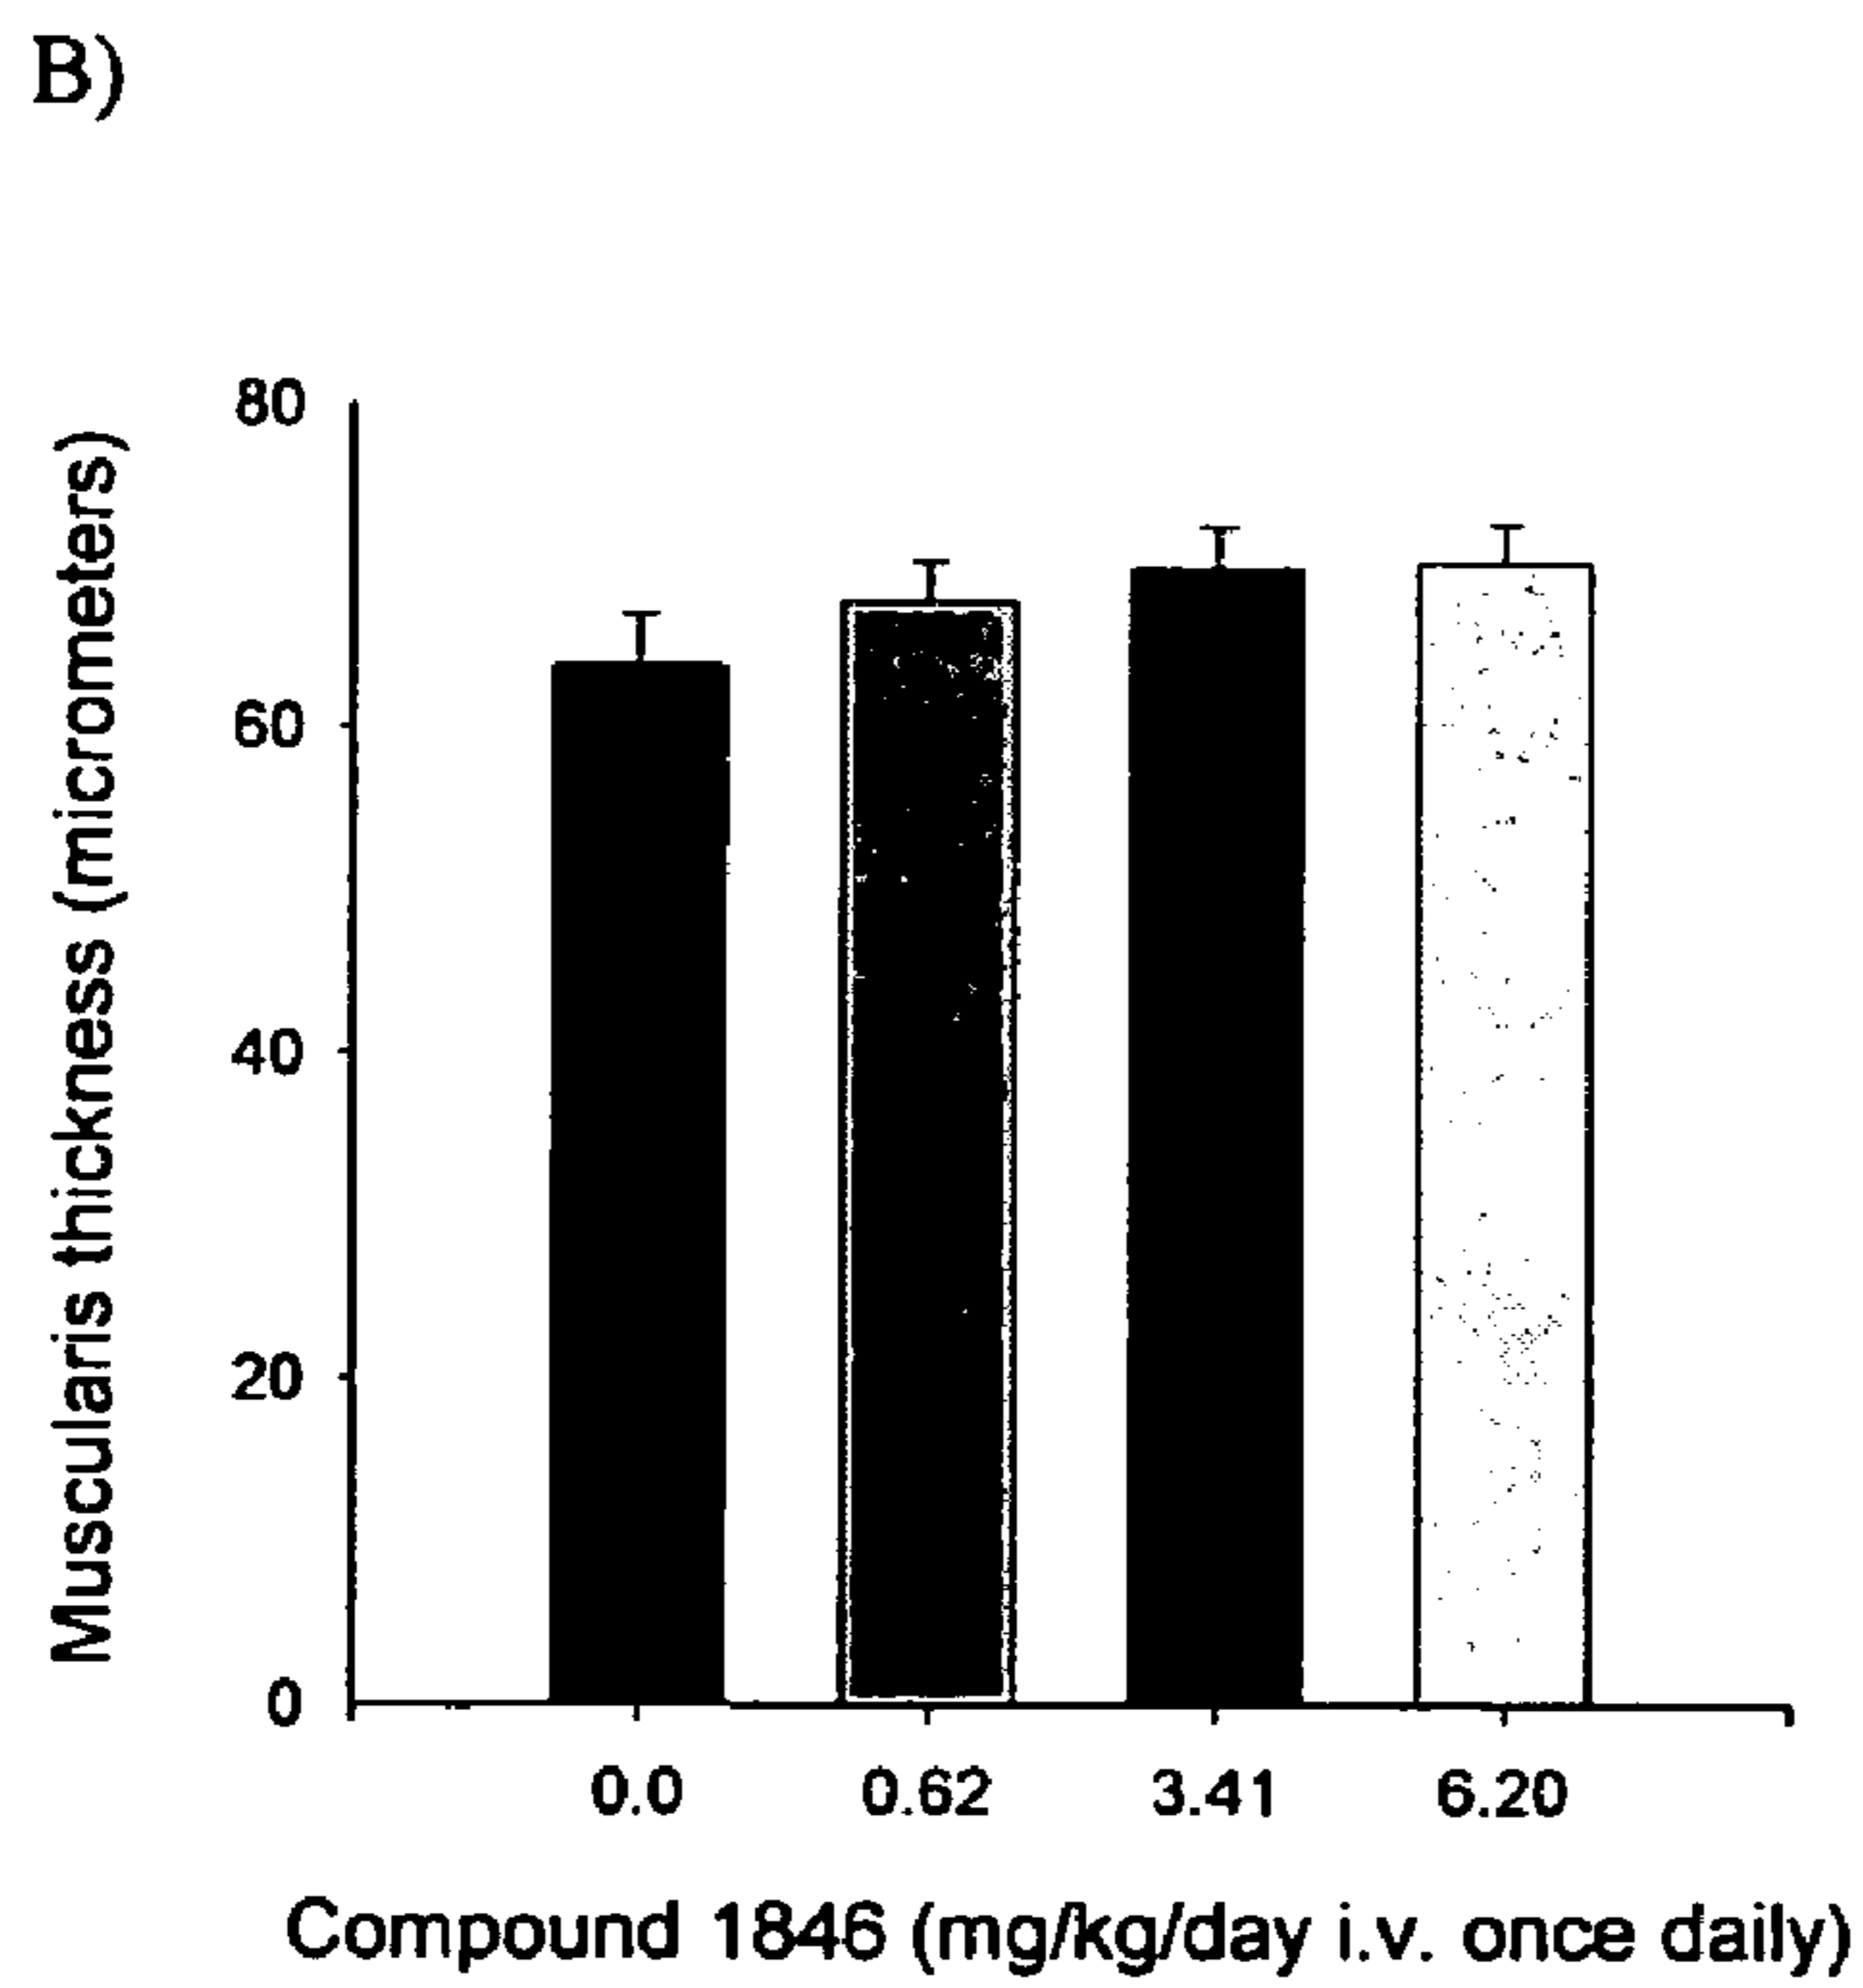 B)
Muscularis thickness (micrometers)
80
60
40
20
0
0.0 0.62 3.41 6.20
Compound 1846 (mg/kg/day i.v. once daily)